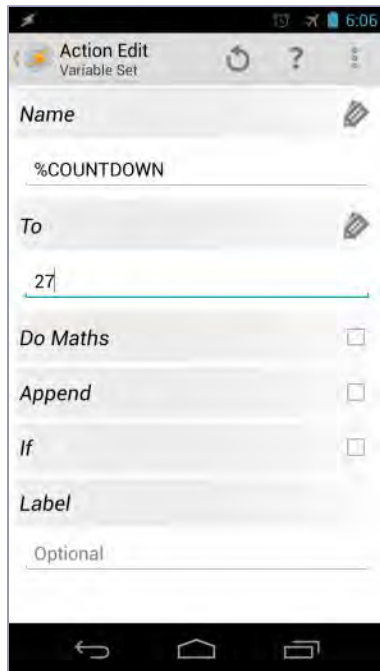 6:06
Action Edit
Variable Set
?
Name
%COUNTDOWN
To
27
Do Maths
Append
If
Label
Optional